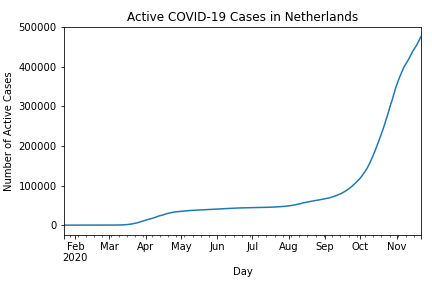 Active COVID-19 Cases in Netherlands
500000
400000
300000
200000
100000
0
Number of Active Cases
Feb Mar Apr May Jun Jul Aug Sep Oct Nov
2020
Day